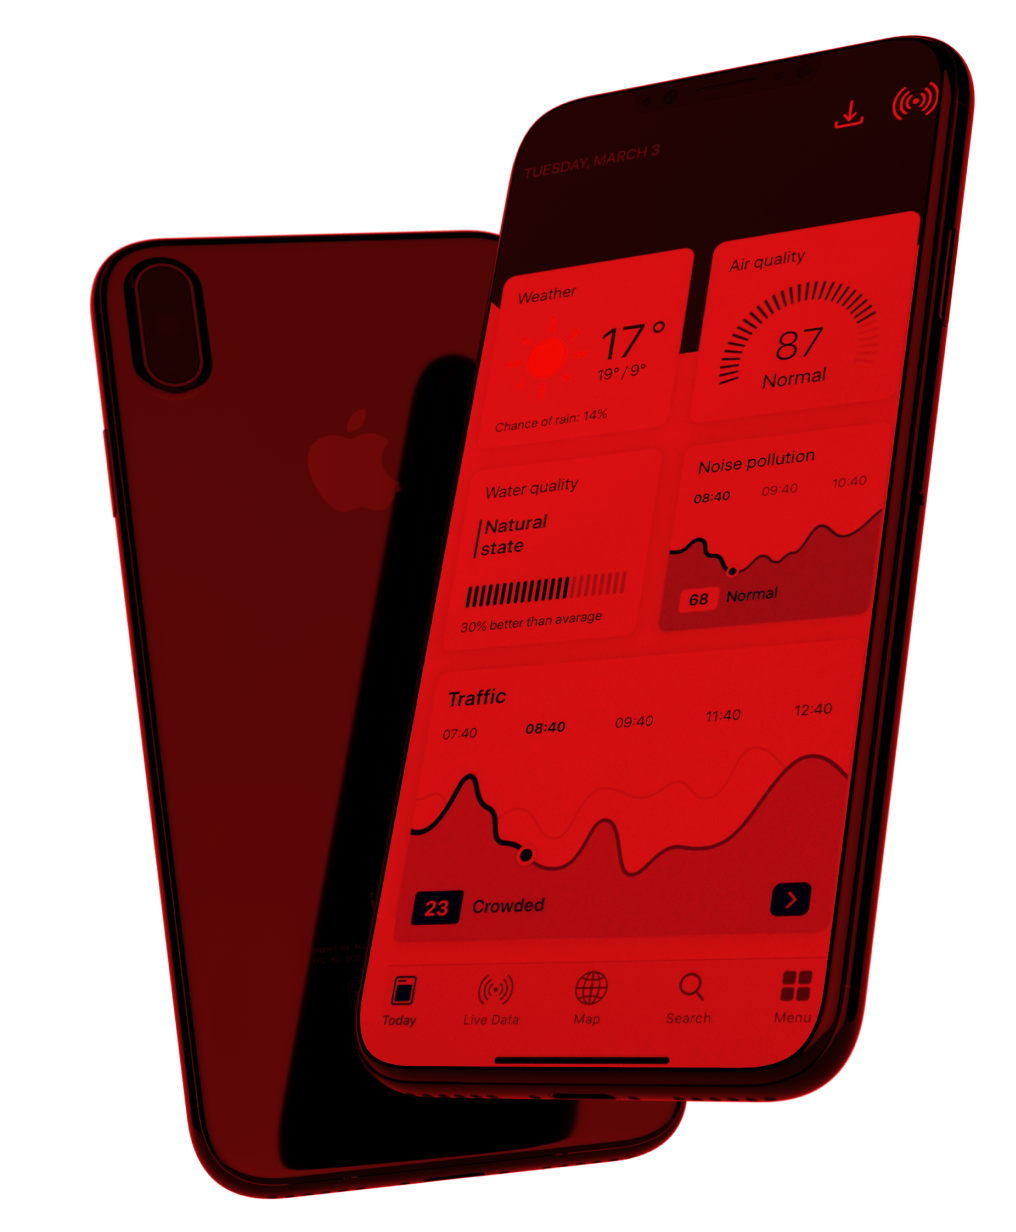 TUESDAY, MARCH 3
Weather
17°
19°/9°
Chance of rain: 14%
Air quality
87
Normal
Water quality
Natural
state
30% better than avarage
Noise pollution
08:40 09:40 10:40
68 Normal
Traffic
07:40 08:40 09:40 11:40 12:40
23 Crowded
Today Live Data Map Search Menu